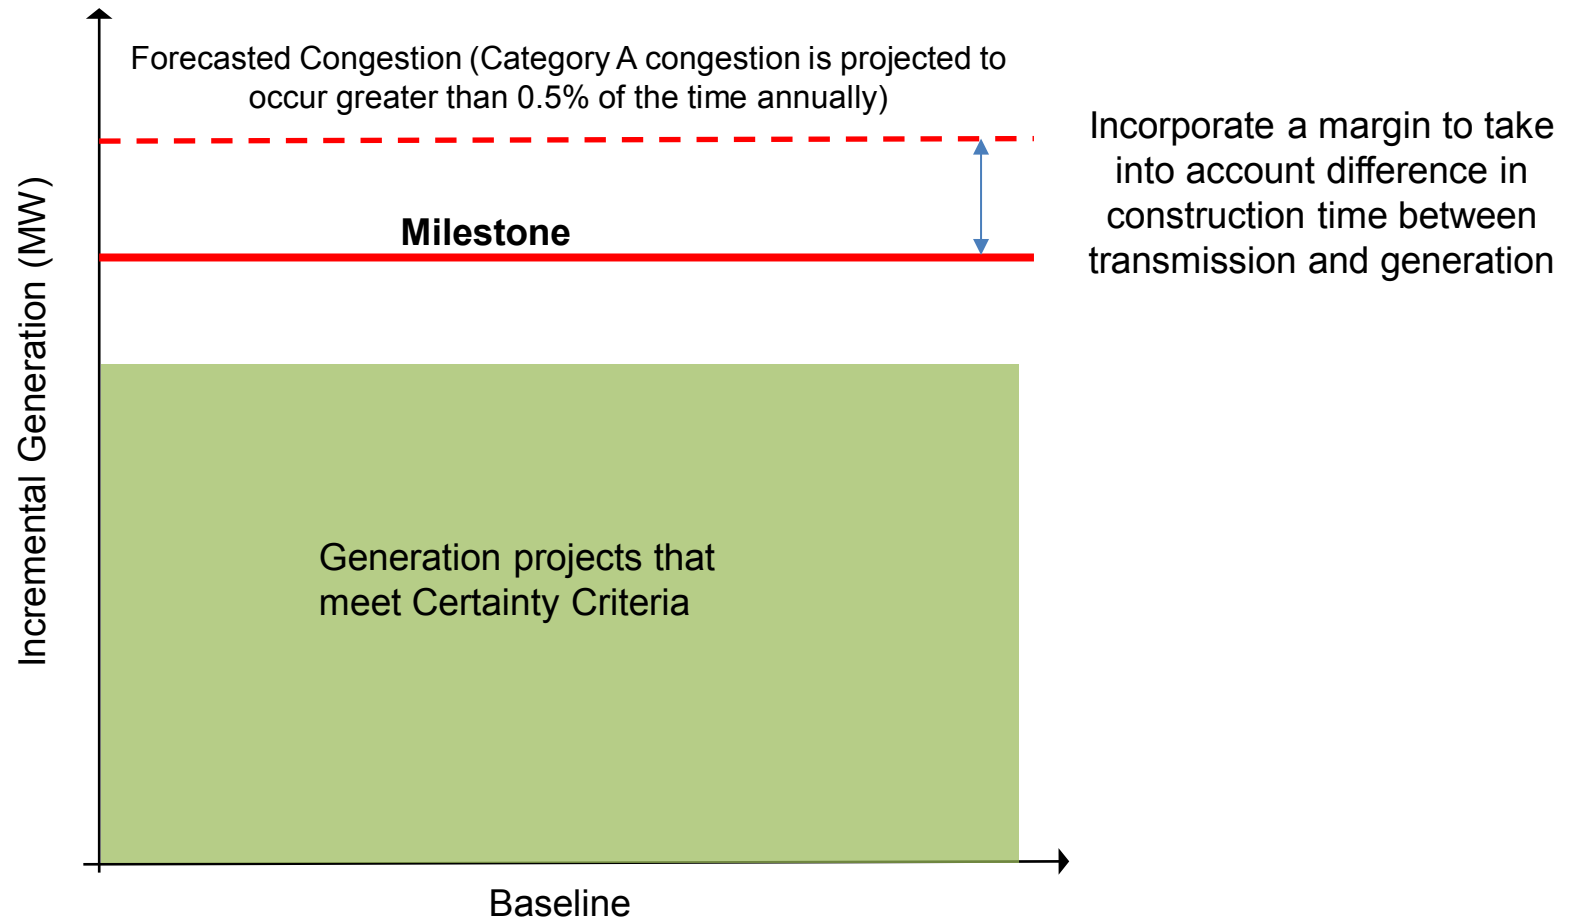 Forecasted Congestion (Category A congestion is projected to
occur greater than 0.5% of the time annually)
Incorporate a margin to take
into account difference in
construction time between
transmission and generation
Milestone
Incremental Generation (MW)
Generation projects that
meet Certainty Criteria
Baseline